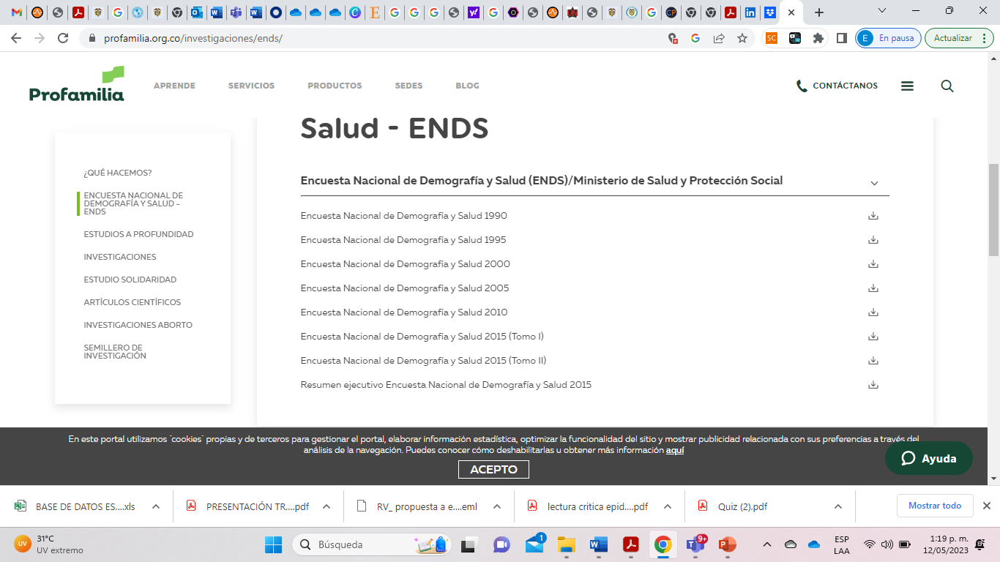 profamilia.org.co/investigaciones/ends/
E
En pausa
Actualizar
Profamilia
APRENDE
SERVICIOS
PRODUCTOS
SEDES
BLOG
CONTÁCTANOS
Salud - ENDS
¿QUÉ HACEMOS?
ENCUESTA NACIONAL DE
DEMOGRAFÍA Y SALUD –
ENDS
ESTUDIOS A PROFUNDIDAD
INVESTIGACIONES
ESTUDIO SOLIDARIDAD
ARTÍCULOS CIENTÍFICOS
INVESTIGACIONES ABORTO
SEMILLERO DE
INVESTIGACIÓN
Encuesta Nacional de Demografía y Salud (ENDS)/Ministerio de Salud y Protección Social
Encuesta Nacional de Demografía y Salud 1990
Encuesta Nacional de Demografía y Salud 1995
Encuesta Nacional de Demografía y Salud 2000
Encuesta Nacional de Demografía y Salud 2005
Encuesta Nacional de Demografía y Salud 2010
Encuesta Nacional de Demografía y Salud 2015 (Tomo I)
Encuesta Nacional de Demografía y Salud 2015 (Tomo II)
Resumen ejecutivo Encuesta Nacional de Demografía y Salud 2015
En este portal utilizamos ¨cookies¨ propias y de terceros para gestionar el portal, elaborar información estadística, optimizar la funcionalidad del sitio y mostrar publicidad relacionada con sus preferencias a través del
análisis de la navegación. Puedes conocer cómo deshabilitarlas u obtener más información aquí
ACEPTO
Ayuda
BASE DE DATOS ES....xls
PRESENTACIÓN TR....pdf
RV_ propuesta a e....eml
lectura critica epid....pdf
Quiz (2).pdf
Mostrar todo
UV
31°C
UV extremo
Búsqueda
1
9+
ESP
LAA
1:19 p. m.
12/05/2023